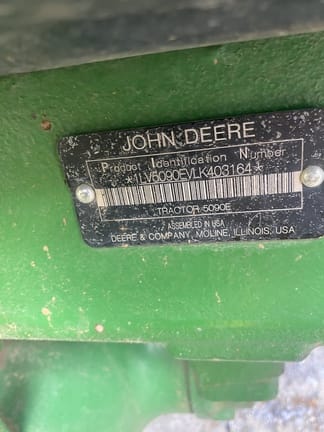 JOHN DEERE
Product Identification Number
*1LV5090EVLK403164*
TRACTOR 5090E
ASSEMBLED IN USA
DEERE & COMPANY, MOLINE, ILLINOIS, USA